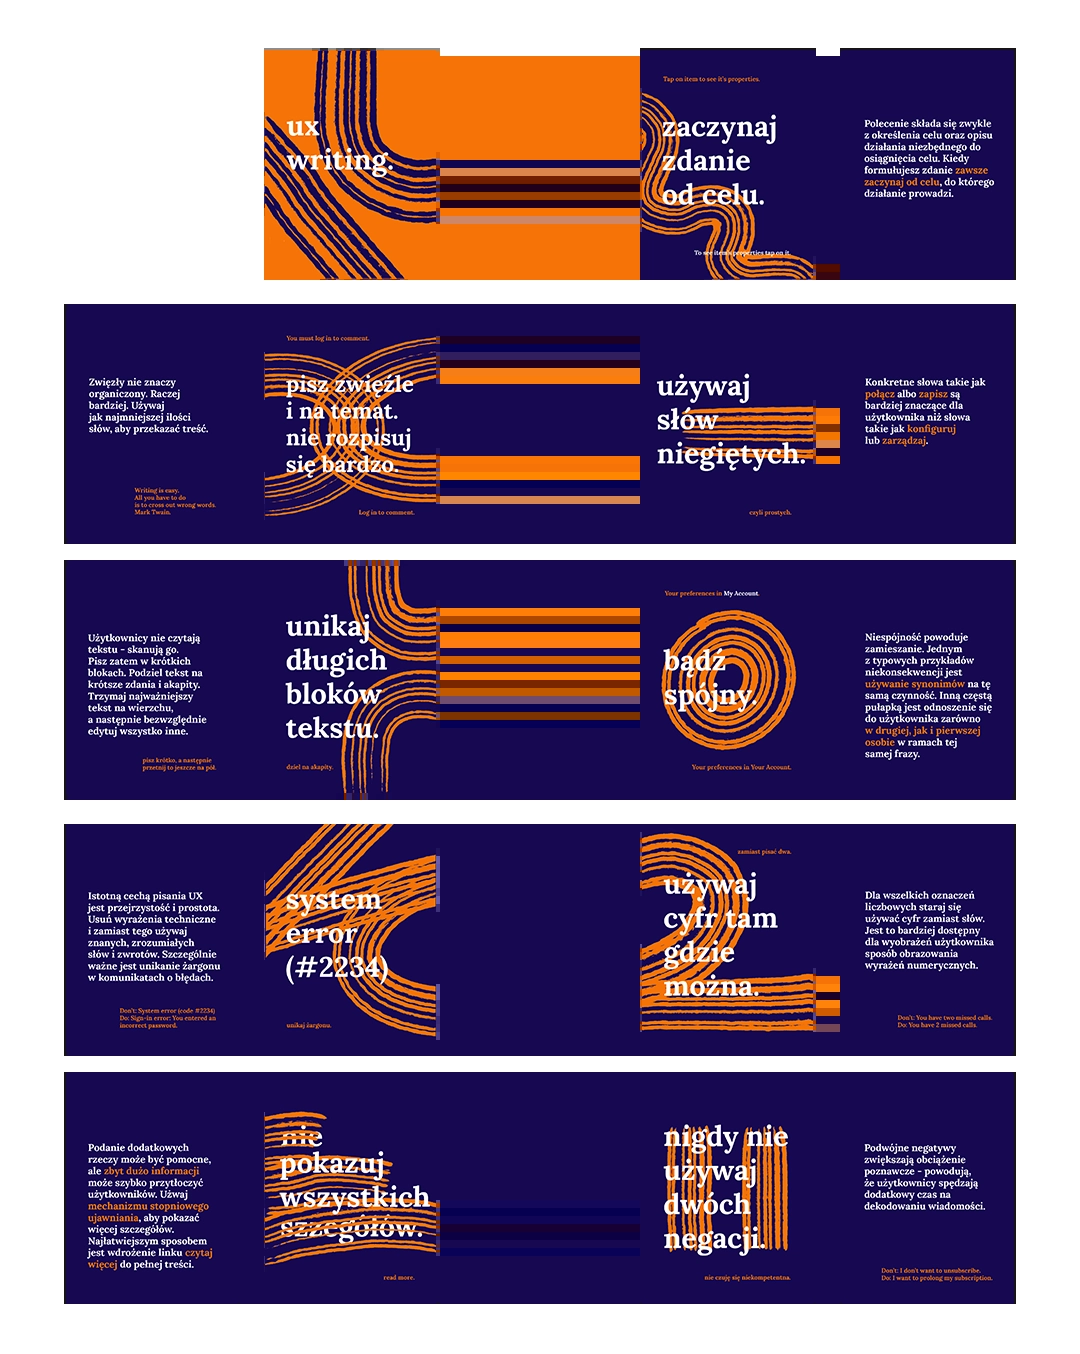 ux
writing.
Tap on item to see it's properties.
zaczynaj
zdanie
od celu.
To see item's properties tap on it.
Polecenie składa się zwykle
z określenia celu oraz opisu
działania niezbędnego do
osiągnięcia celu. Kiedy
formułujesz zdanie zawsze
zaczynaj od celu, do którego
działanie prowadzi.
Zwięzły nie znaczy
organiczony. Raczej
bardziej. Używaj
jak najmniejszej ilości
słów, aby przekazać treść.
Writing is easy.
All you have to do
is to cross out wrong words.
Mark Twain.
You must log in to comment.
pisz zwięźle
i na temat.
nie rozpisuj
się bardzo.
Log in to comment.
używaj
słów
niegiętych.
czyli prostych.
Konkretne słowa takie jak
połącz albo zapisz są
bardziej znaczące dla
użytkownika niż słowa
takie jak konfiguruj
lub zarządzaj.
Użytkownicy nie czytają
tekstu - skanują go.
Pisz zatem w krótkich
blokach. Podziel tekst na
krótsze zdania i akapity.
Trzymaj najważniejszy
tekst na wierzchu,
a następnie bezwzględnie
edytuj wszystko inne.
pisz krótko, a następnie
przetnij to jeszcze na pół.
unikaj
długich
bloków
tekstu.
dziel na akapity.
Your preferences in My Account.
bądź
spójny.
Your preferences in Your Account.
Niespójność powoduje
zamieszanie. Jednym
z typowych przykładów
niekonsekwencji jest
używanie synonimów na tę
samą czynność. Inną częstą
pułapką jest odnoszenie się
do użytkownika zarówno
w drugiej, jak i pierwszej
osobie w ramach tej
samej frazy.
Istotną cechą pisania UX
jest przejrzystość i prostota.
Usuń wyrażenia techniczne
i zamiast tego używaj
znanych, zrozumiałych
słów i zwrotów. Szczególnie
ważne jest unikanie żargonu
w komunikatach o błędach.
Don't: System error (code #2234)
Do: Sign-in error: You entered an
incorrect password.
system
error
(#2234)
unikaj żargonu.
zamiast pisać dwa.
używaj
cyfr tam
gdzie
można.
Dla wszelkich oznaczeń
liczbowych staraj się
używać cyfr zamiast słów.
Jest to bardziej dostępny
dla wyobrażeń użytkownika
sposób obrazowania
wyrażeń numerycznych.
Don't: You have two missed calls.
Do: You have 2 missed calls.
Podanie dodatkowych
rzeczy może być pomocne,
ale zbyt dużo informacji
może szybko przytłoczyć
użytkowników. Użwaj
mechanizmu stopniowego
ujawniania, aby pokazać
więcej szczegółów.
Najłatwiejszym sposobem
jest wdrożenie linku czytaj
więcej do pełnej treści.
nie
pokazuj
wszystkich
szczegółów.
read more.
nigdy nie
używaj
dwóch
negacji.
nie czuję się niekompetentna.
Podwójne negatywy
zwiększają obciążenie
poznawcze - powodują,
że użytkownicy spędzają
dodatkowy czas na
dekodowaniu wiadomości.
Don't: I don't want to unsubscribe.
Do: I want to prolong my subscription.